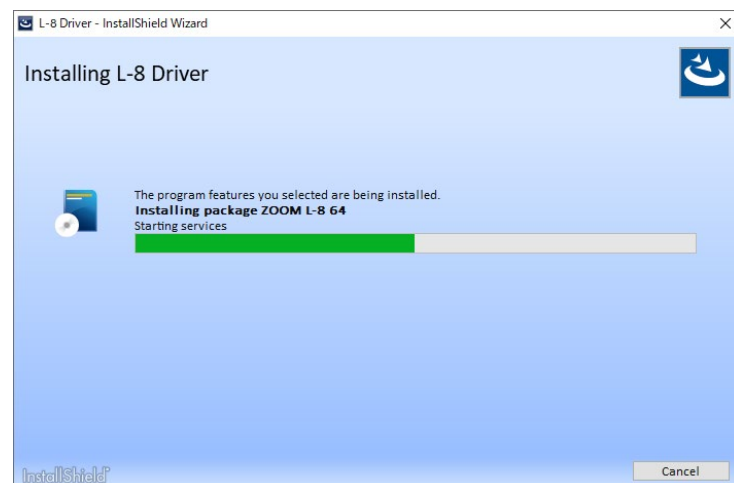 L-8 Driver - InstallShield Wizard
Installing L-8 Driver
The program features you selected are being installed.
Installing package ZOOM L-8 64
Starting services
InstallShield
Cancel